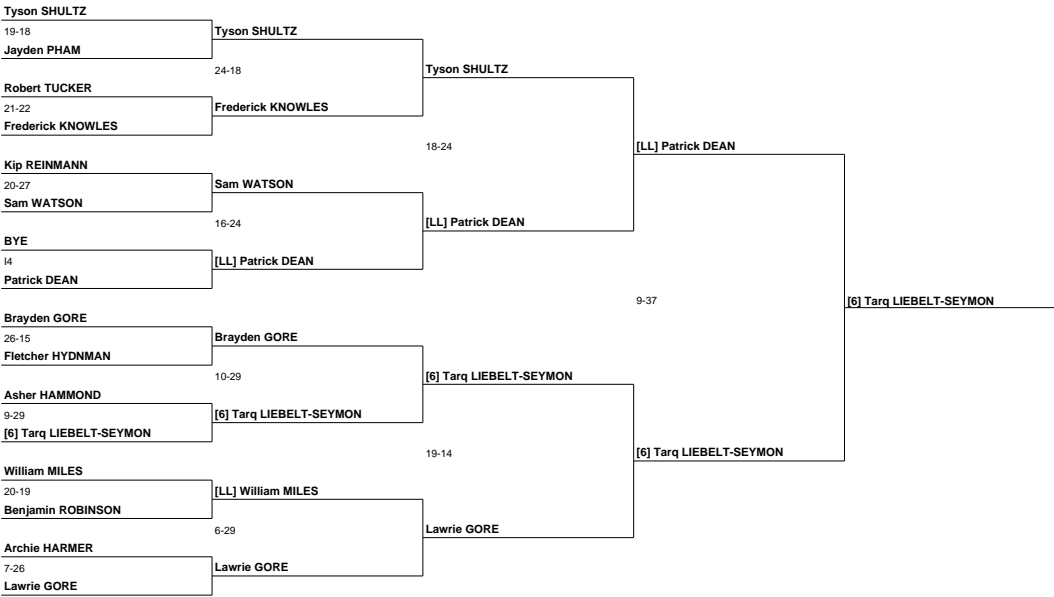 Tyson SHULTZ
19-18
Jayden PHAM
Robert TUCKER
21-22
Frederick KNOWLES
Kip REINMANN
20-27
Sam WATSON
BYE
I4
Patrick DEAN
Brayden GORE
26-15
Fletcher HYDNMAN
Asher HAMMOND
9-29
[6] Tarq LIEBELT-SEYMON
William MILES
20-19
Benjamin ROBINSON
Archie HARMER
7-26
Lawrie GORE
Tyson SHULTZ
24-18
Frederick KNOWLES
Sam WATSON
16-24
[LL] Patrick DEAN
Brayden GORE
10-29
[6] Tarq LIEBELT-SEYMON
[LL] William MILES
6-29
Lawrie GORE
Tyson SHULTZ
18-24
[LL] Patrick DEAN
[6] Tarq LIEBELT-SEYMON
19-14
Lawrie GORE
[LL] Patrick DEAN
9-37
[6] Tarq LIEBELT-SEYMON
[6] Tarq LIEBELT-SEYMON